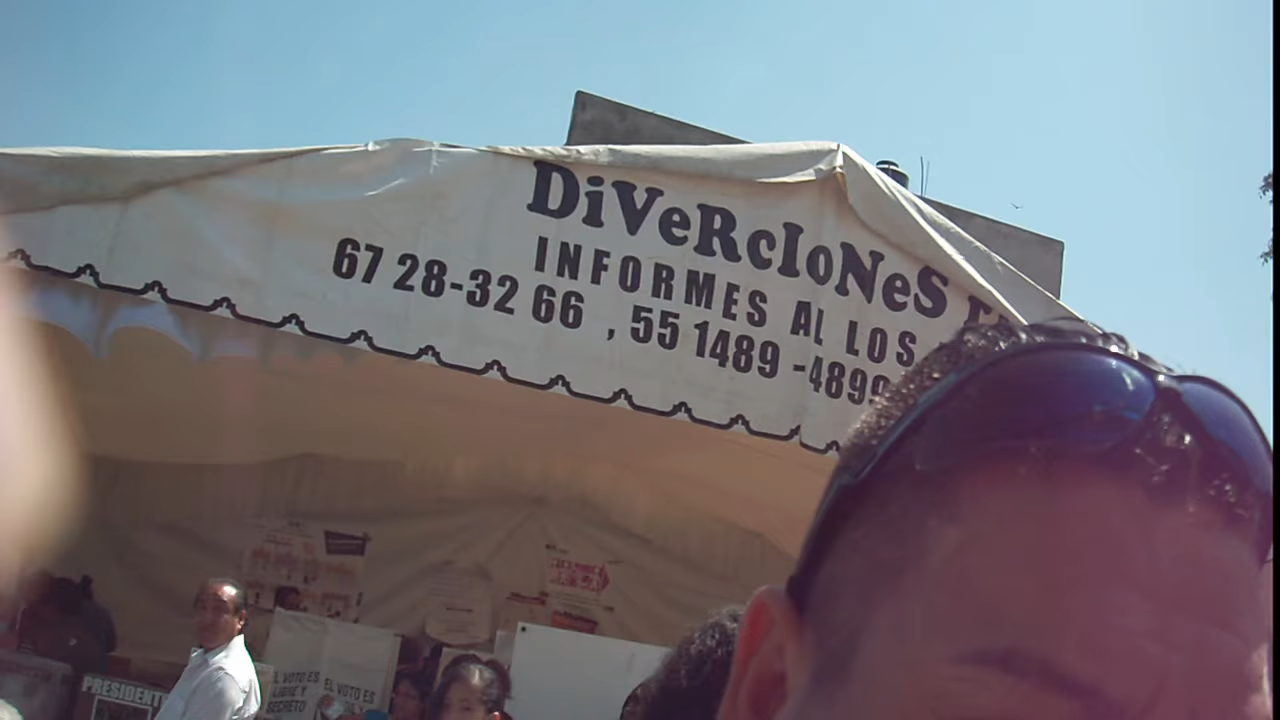 DiVeRcIoNeS
INFORMES AL LOS
67 28-32 66 , 55 1489 -4899
PRESIDENT
EL VOTO ES
LIBRE Y
SECRETO
EL VOTO ES